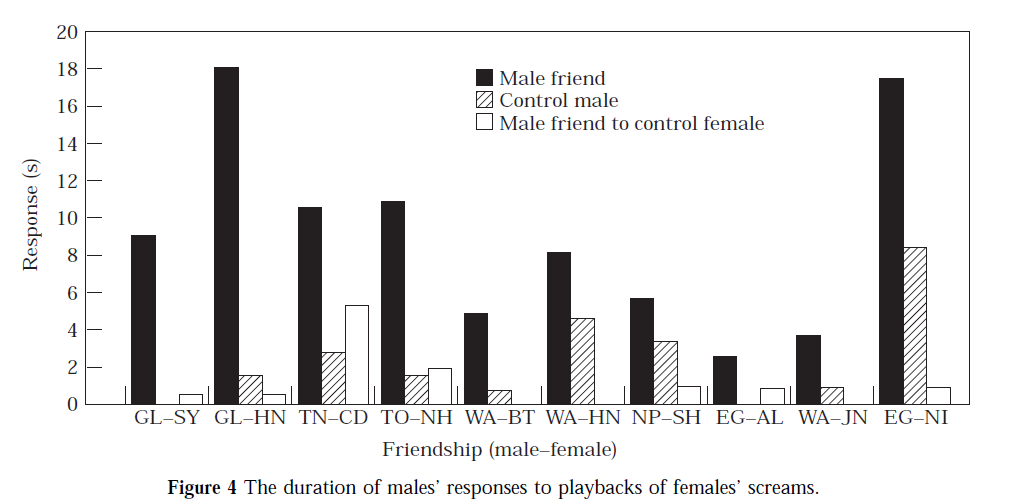 20
18
16
14
12
10
8
6
4
2
0
Response (s)
Male friend
Control male
Male friend to control female
GL–SY GL–HN TN–CD TO–NH WA–BT WA–HN NP–SH EG–AL WA–JN EG–NI
Friendship (male–female)
Figure 4 The duration of males' responses to playbacks of females' screams.